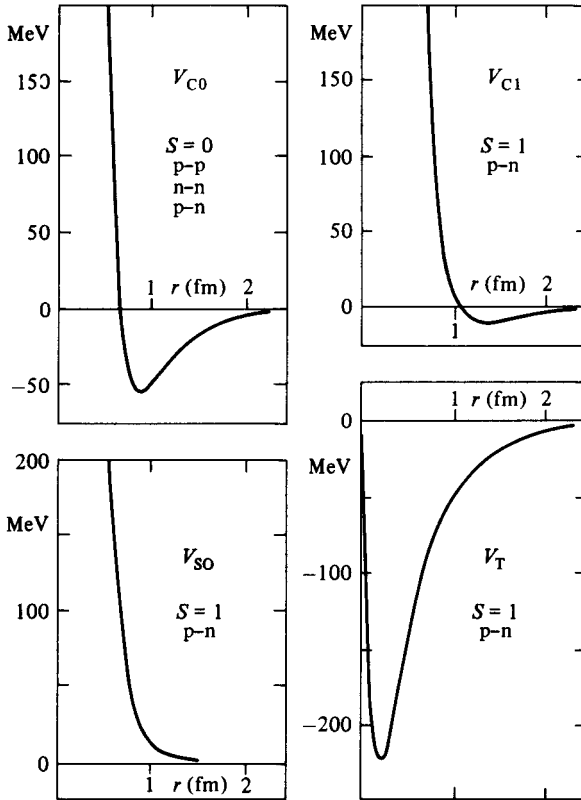 MeV
150
100
50
0
−50
V_C0
S = 0
p–p
n–n
p–n
1 r (fm) 2
MeV
150
100
50
0
V_C1
S = 1
p–n
r (fm) 2
1
200
MeV
100
0
V_SO
S = 1
p–n
1 r (fm) 2
1 r (fm) 2
0
MeV
−100
−200
V_T
S = 1
p–n